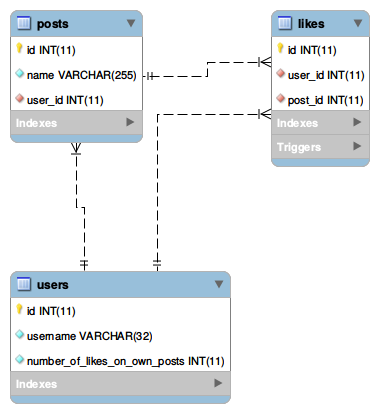 posts
id INT(11)
name VARCHAR(255)
user_id INT(11)
Indexes
likes
id INT(11)
user_id INT(11)
post_id INT(11)
Indexes
Triggers
users
id INT(11)
username VARCHAR(32)
number_of_likes_on_own_posts INT(11)
Indexes